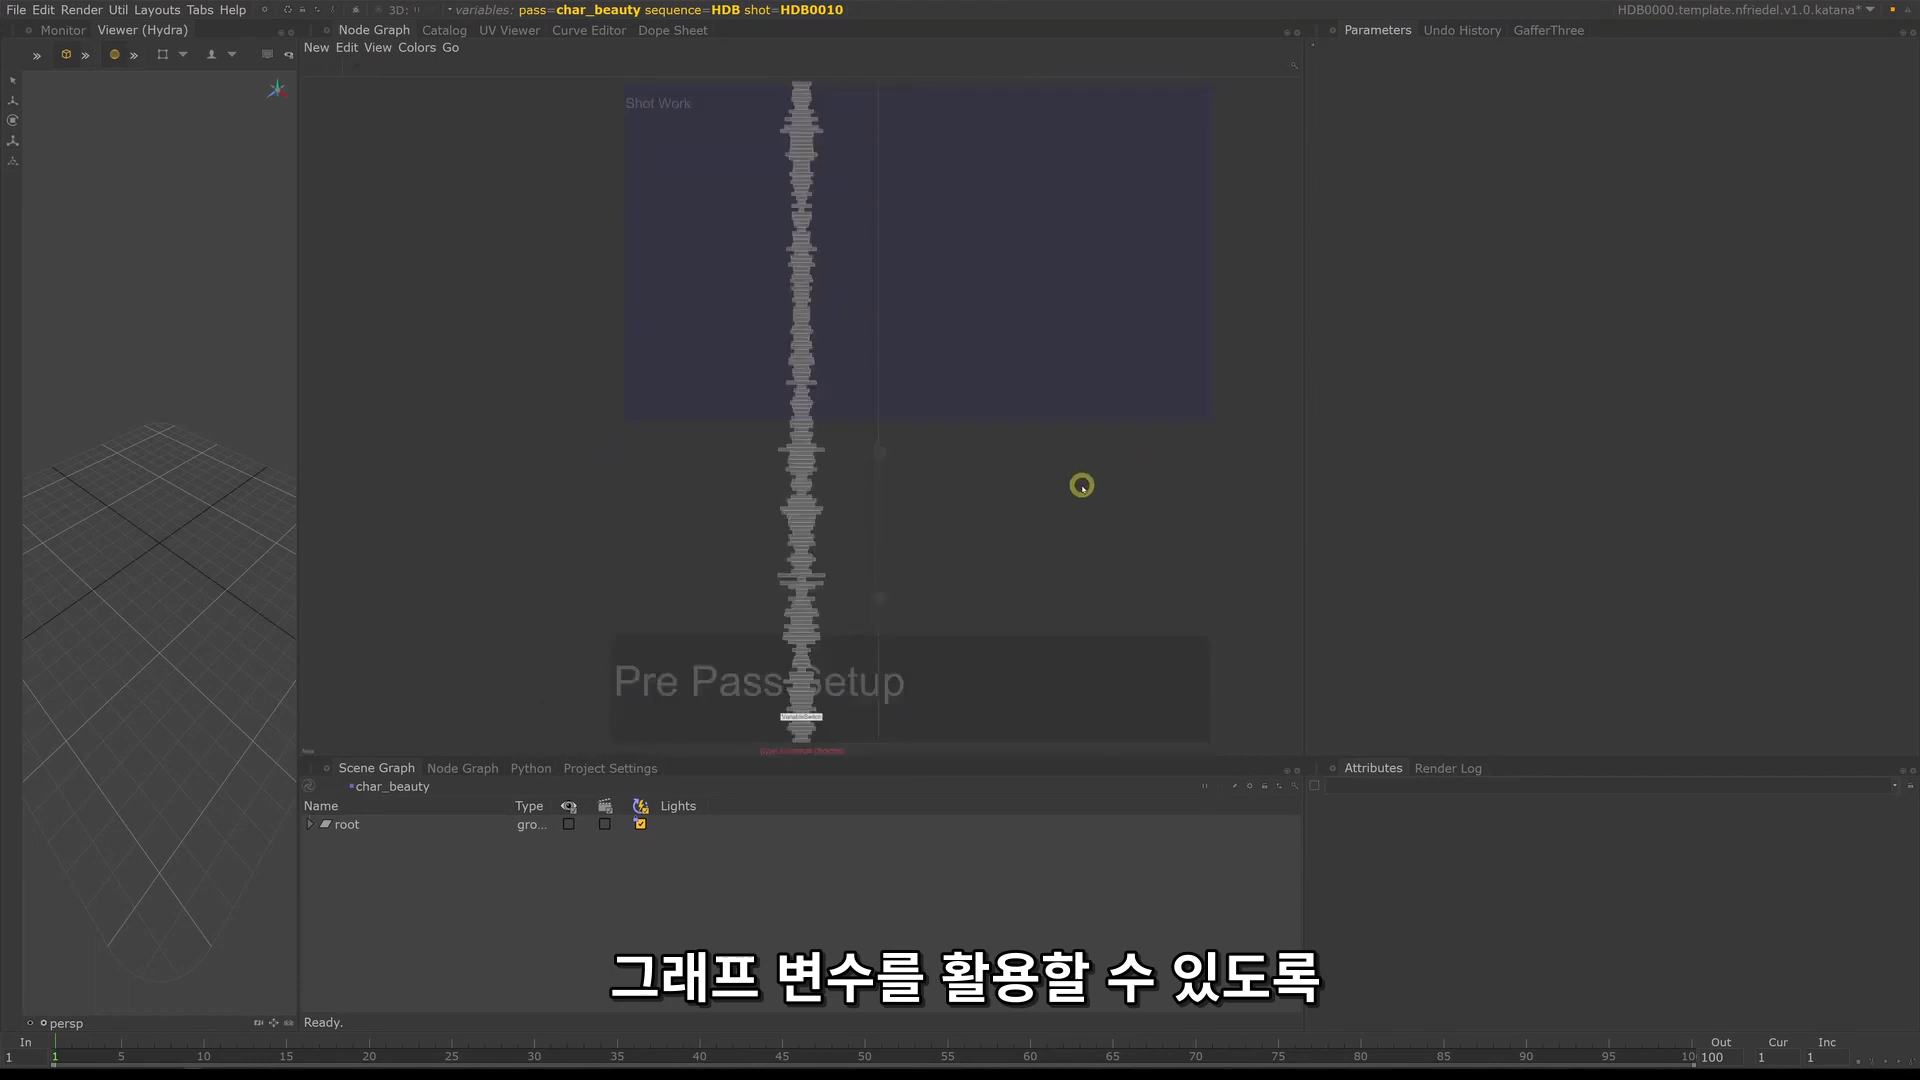 File Edit Render Util Layouts Tabs Help
3D:
variables: pass=char_beauty sequence=HDB shot=HDB0010
HDB0000.template.nfriedel.v1.0.katana*
Monitor Viewer (Hydra)
Node Graph Catalog UV Viewer Curve Editor Dope Sheet
Parameters Undo History GafferThree
New Edit View Colors Go
Shot Work
Pre Pass Setup
VariableSwitch
Scene Graph Node Graph Python Project Settings
Attributes Render Log
char_beauty
Name Type Lights
root gro...
그래프 변수를 활용할 수 있도록
persp
Ready.
In
Out Cur Inc
1 1 5 10 15 20 25 30 35 40 45 50 55 60 65 70 75 80 85 90 95 10 100 1 1